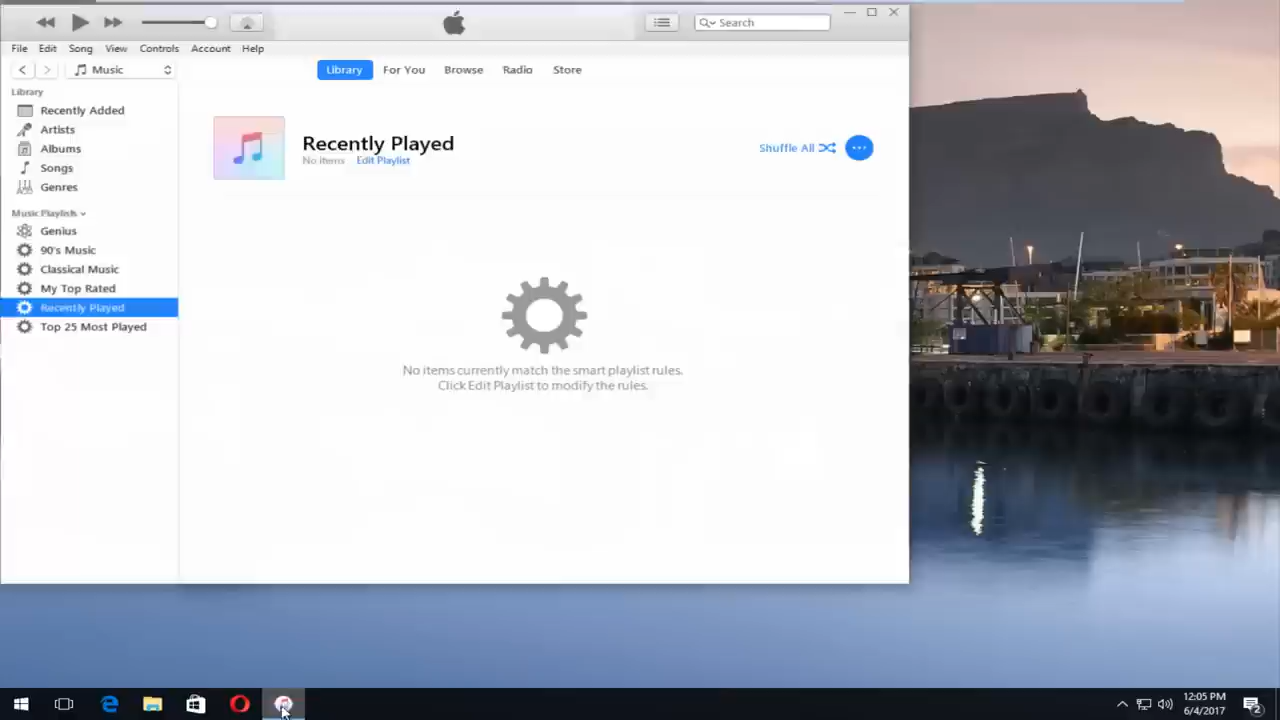 Search
File Edit Song View Controls Account Help
Music
Library For You Browse Radio Store
Library
Recently Added
Artists
Albums
Songs
Genres
Music Playlists
Genius
90's Music
Classical Music
My Top Rated
Recently Played
Top 25 Most Played
Recently Played
No items Edit Playlist
Shuffle All
No items currently match the smart playlist rules.
Click Edit Playlist to modify the rules.
12:05 PM
6/4/2017
2